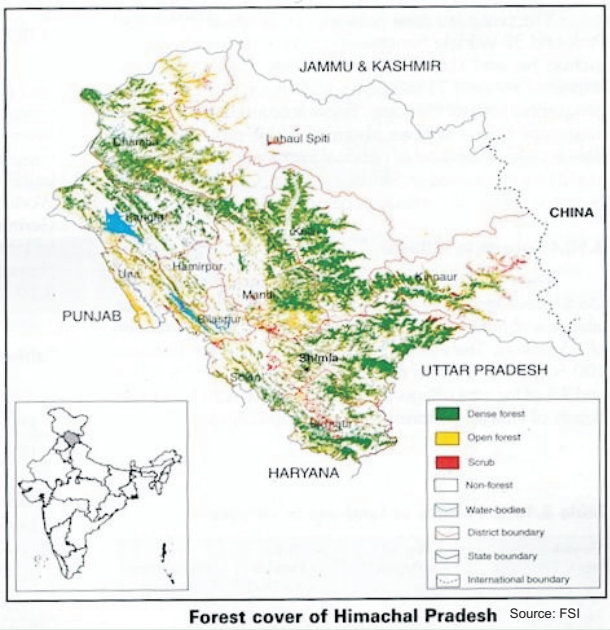 JAMMU & KASHMIR
Lahaul Spiti
Chamba
CHINA
Kangra
Hamirpur
Una
Kinnaur
Mandi
PUNJAB
Bilaspur
Shimla
UTTAR PRADESH
Solan
Sirmaur
HARYANA
Dense forest
Open forest
Scrub
Non-forest
Water-bodies
District boundary
State boundary
International boundary
Forest cover of Himachal Pradesh Source: FSI